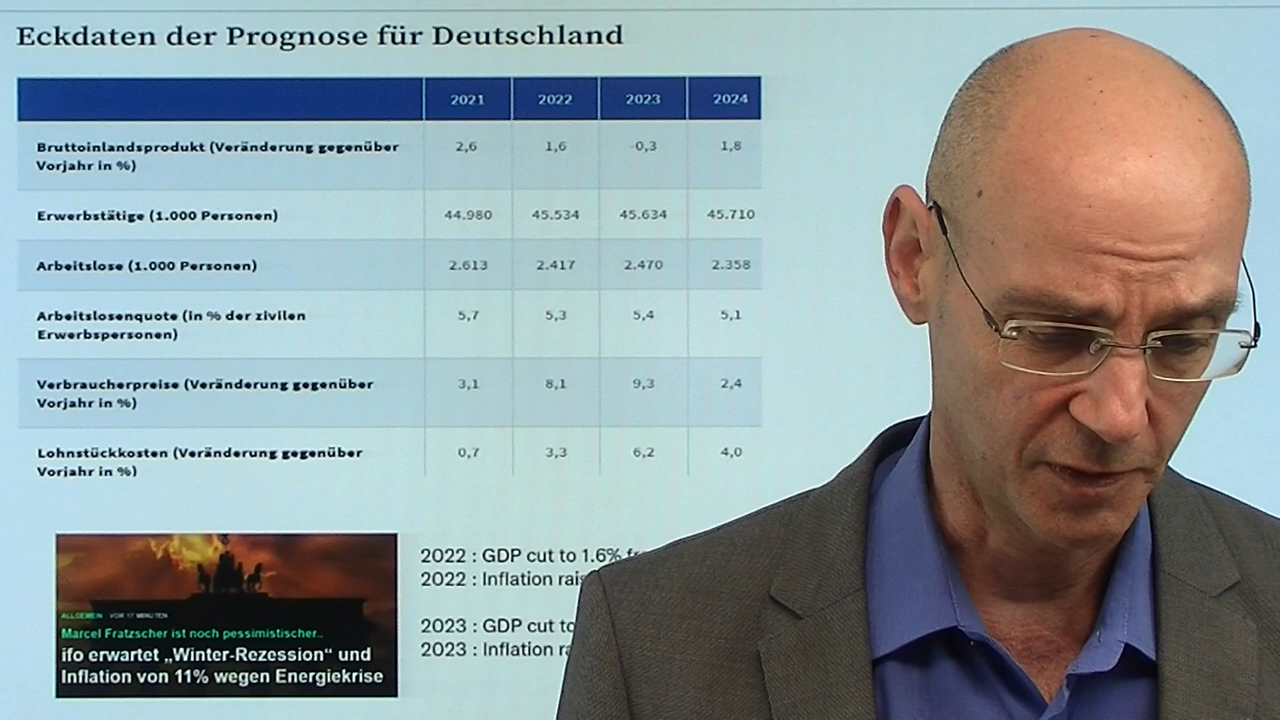 Eckdaten der Prognose für Deutschland
2021 2022 2023 2024
Bruttoinlandsprodukt (Veränderung gegenüber
Vorjahr in %) 2,6 1,6 -0,3 1,8
Erwerbstätige (1.000 Personen) 44.980 45.534 45.634 45.710
Arbeitslose (1.000 Personen) 2.613 2.417 2.470 2.358
Arbeitslosenquote (in % der zivilen
Erwerbspersonen) 5,7 5,3 5,4 5,1
Verbraucherpreise (Veränderung gegenüber
Vorjahr in %) 3,1 8,1 9,3 2,4
Lohnstückkosten (Veränderung gegenüber
Vorjahr in %) 0,7 3,3 6,2 4,0
ALLGEMEIN VOR 17 MINUTEN
Marcel Fratzscher ist noch pessimistischer..
ifo erwartet „Winter-Rezession“ und
Inflation von 11% wegen Energiekrise
2022 : GDP cut to 1.6%
2022 : Inflation
2023 : GDP cut to
2023 : Inflation